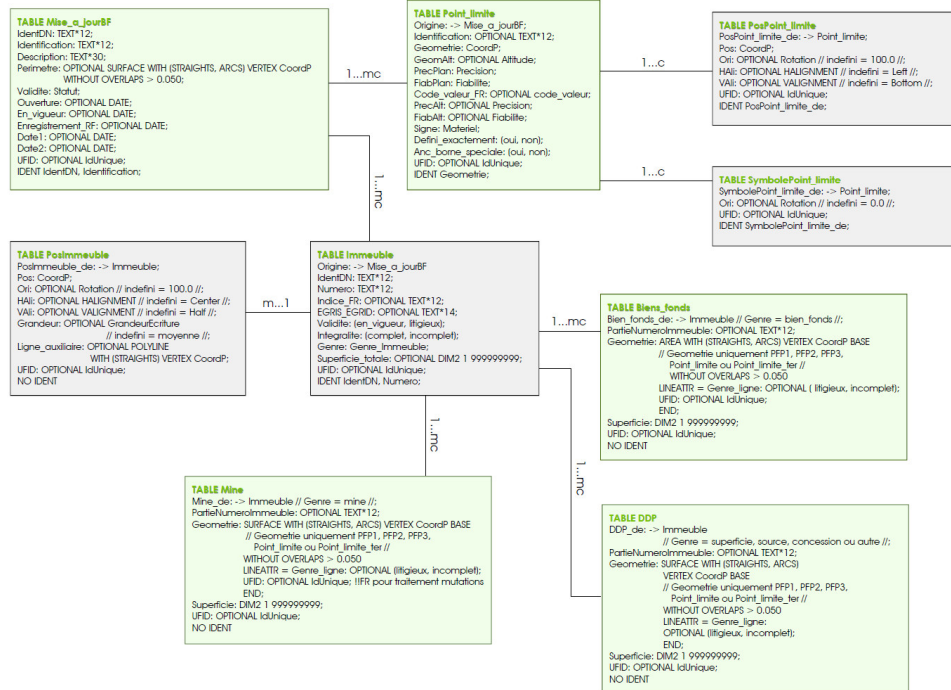 TABLE Mise_a_jourBF
IdentDN: TEXT*12;
Identification: TEXT*12;
Description: TEXT*30;
Perimetre: OPTIONAL SURFACE WITH (STRAIGHTS, ARCS) VERTEX CoordP
WITHOUT OVERLAPS > 0.050;
Validite: Statut;
Ouverture: OPTIONAL DATE;
En_vigueur: OPTIONAL DATE;
Enregistrement_RF: OPTIONAL DATE;
Date1: OPTIONAL DATE;
Date2: OPTIONAL DATE;
UFID: OPTIONAL IdUnique;
IDENT IdentDN, Identification;
1...mc
TABLE Point_limite
Origine: -> Mise_a_jourBF;
Identification: OPTIONAL TEXT*12;
Geometrie: CoordP;
GeomAlt: OPTIONAL Altitude;
PrecPlan: Precision;
FiabPlan: Fiabilite;
Code_valeur_FR: OPTIONAL code_valeur;
PrecAlt: OPTIONAL Precision;
FiabAlt: OPTIONAL Fiabilite;
Signe: Materiel;
Defini_exactement: (oui, non);
Anc_borne_speciale: (oui, non);
UFID: OPTIONAL IdUnique;
IDENT Geometrie;
1...c
TABLE PosPoint_limite
PosPoint_limite_de: -> Point_limite;
Pos: CoordP;
Ori: OPTIONAL Rotation // indefini = 100.0 //;
HAli: OPTIONAL HALIGNMENT // indefini = Left //;
VAli: OPTIONAL VALIGNMENT // indefini = Bottom //;
UFID: OPTIONAL IdUnique;
IDENT PosPoint_limite_de;
1...c
TABLE SymbolePoint_limite
SymbolePoint_limite_de: -> Point_limite;
Ori: OPTIONAL Rotation // indefini = 0.0 //;
UFID: OPTIONAL IdUnique;
IDENT SymbolePoint_limite_de;
1...mc
TABLE PosImmeuble
PosImmeuble_de: -> Immeuble;
Pos: CoordP;
Ori: OPTIONAL Rotation // indefini = 100.0 //;
HAli: OPTIONAL HALIGNMENT // indefini = Center //;
VAli: OPTIONAL VALIGNMENT // indefini = Half //;
Grandeur: OPTIONAL GrandeurEcriture
// indefini = moyenne //;
Ligne_auxiliaire: OPTIONAL POLYLINE
WITH (STRAIGHTS) VERTEX CoordP;
UFID: OPTIONAL IdUnique;
NO IDENT
m...1
TABLE Immeuble
Origine: -> Mise_a_jourBF
IdentDN: TEXT*12;
Numero: TEXT*12;
Indice_FR: OPTIONAL TEXT*12;
EGRIS_EGRID: OPTIONAL TEXT*14;
Validite: (en_vigueur, litigieux);
Integralite: (complet, incomplet);
Genre: Genre_Immeuble;
Superficie_totale: OPTIONAL DIM2 1 999999999;
UFID: OPTIONAL IdUnique;
IDENT IdentDN, Numero;
1...mc
TABLE Biens_fonds
Bien_fonds_de: -> Immeuble // Genre = bien_fonds //;
PartieNumeroImmeuble: OPTIONAL TEXT*12;
Geometrie: AREA WITH (STRAIGHTS, ARCS) VERTEX CoordP BASE
// Geometrie uniquement PFP1, PFP2, PFP3,
Point_limite ou Point_limite_ter //
WITHOUT OVERLAPS > 0.050
LINEATTR = Genre_ligne: OPTIONAL ( litigieux, incomplet);
UFID: OPTIONAL IdUnique;
END;
Superficie: DIM2 1 999999999;
UFID: OPTIONAL IdUnique;
NO IDENT
1...mc
1...mc
TABLE Mine
Mine_de: -> Immeuble // Genre = mine //;
PartieNumeroImmeuble: OPTIONAL TEXT*12;
Geometrie: SURFACE WITH (STRAIGHTS, ARCS) VERTEX CoordP BASE
// Geometrie uniquement PFP1, PFP2, PFP3,
Point_limite ou Point_limite_ter //
WITHOUT OVERLAPS > 0.050
LINEATTR = Genre_ligne: OPTIONAL (litigieux, incomplet);
UFID: OPTIONAL IdUnique; !!FR pour traitement mutations
END;
Superficie: DIM2 1 999999999;
UFID: OPTIONAL IdUnique;
NO IDENT
TABLE DDP
DDP_de: -> Immeuble
// Genre = superficie, source, concession ou autre //;
PartieNumeroImmeuble: OPTIONAL TEXT*12;
Geometrie: SURFACE WITH (STRAIGHTS, ARCS)
VERTEX CoordP BASE
// Geometrie uniquement PFP1, PFP2, PFP3,
Point_limite ou Point_limite_ter //
WITHOUT OVERLAPS > 0.050
LINEATTR = Genre_ligne:
OPTIONAL (litigieux, incomplet);
END;
Superficie: DIM2 1 999999999;
UFID: OPTIONAL IdUnique;
NO IDENT